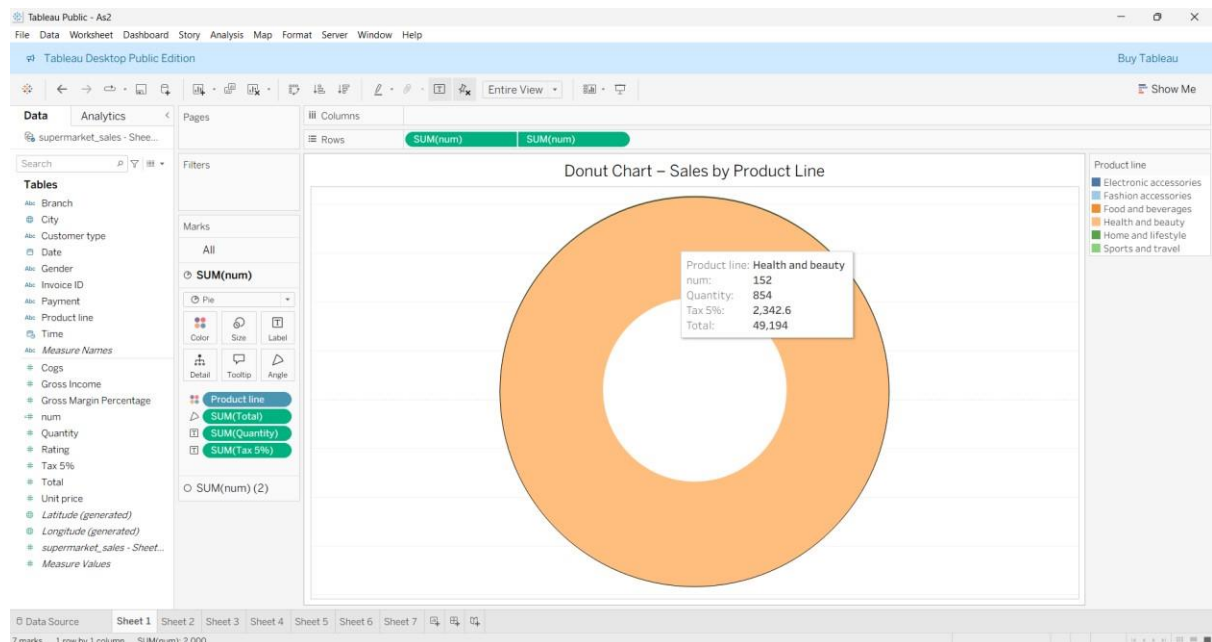 Tableau Public - As2
File Data Worksheet Dashboard Story Analysis Map Format Server Window Help
Tableau Desktop Public Edition
Buy Tableau
Entire View
Show Me
Data Analytics
supermarket_sales - Shee...
Search
Tables
Abc Branch
City
Abc Customer type
Date
Abc Gender
Abc Invoice ID
Abc Payment
Abc Product line
Time
Abc Measure Names
# Cogs
# Gross Income
# Gross Margin Percentage
=# num
# Quantity
# Rating
# Tax 5%
# Total
# Unit price
Latitude (generated)
Longitude (generated)
# supermarket_sales - Sheet...
# Measure Values
Pages
Filters
Marks
All
SUM(num)
Pie
Color Size Label
Detail Tooltip Angle
Product line
SUM(Total)
SUM(Quantity)
SUM(Tax 5%)
SUM(num) (2)
Columns
Rows SUM(num) SUM(num)
Donut Chart – Sales by Product Line
Product line: Health and beauty
num: 152
Quantity: 854
Tax 5%: 2,342.6
Total: 49,194
Product line
Electronic accessories
Fashion accessories
Food and beverages
Health and beauty
Home and lifestyle
Sports and travel
Data Source Sheet 1 Sheet 2 Sheet 3 Sheet 4 Sheet 5 Sheet 6 Sheet 7
7 marks 1 row by 1 column SUM(num): 2,000